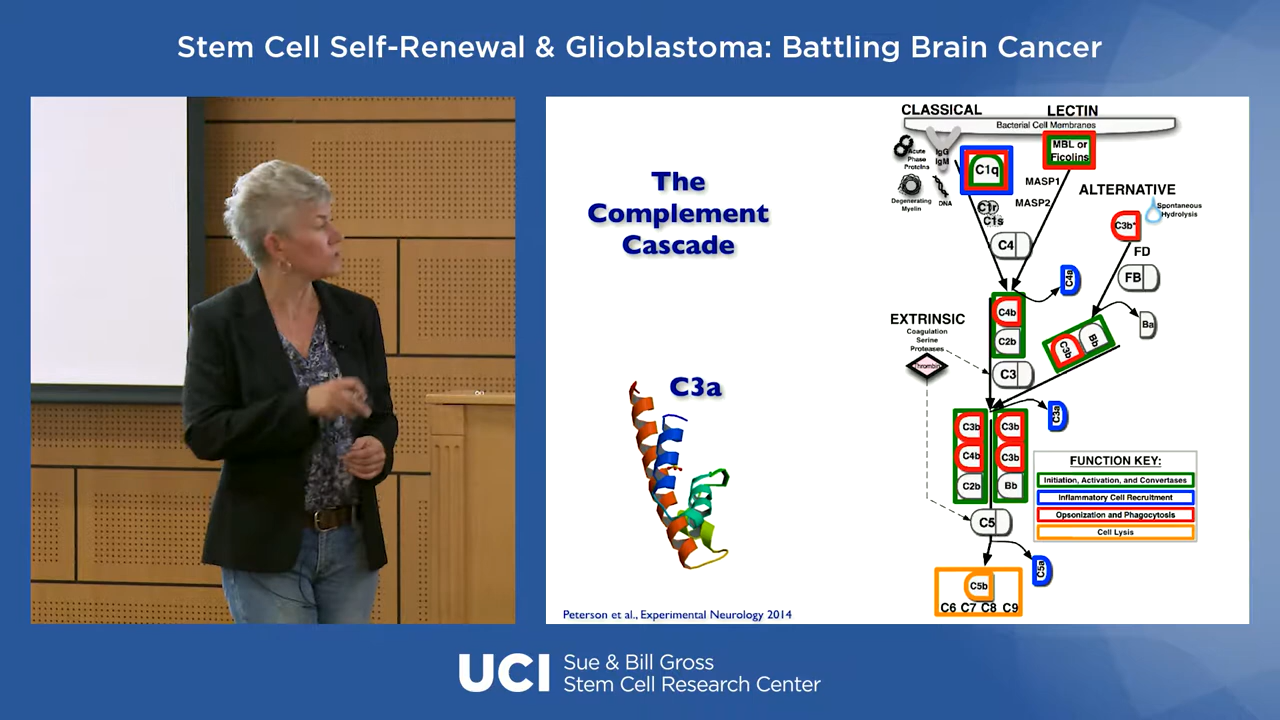 Stem Cell Self-Renewal & Glioblastoma: Battling Brain Cancer
The
Complement
Cascade
C3a
Peterson et al., Experimental Neurology 2014
CLASSICAL
LECTIN
Bacterial Cell Membranes
Acute
Phase
Proteins
IgG
IgM
C1q
MBL or
Ficolins
Degenerating
Myelin
DNA
MASP1
MASP2
C1r
C1s
ALTERNATIVE
Spontaneous
Hydrolysis
C3b*
FD
FB
C4
C4a
C4b
C2b
Ba
C3b
Bb
EXTRINSIC
Coagulation
Serine
Proteases
Thrombin
C3
C3a
C3b
C4b
C2b
C3b
C3b
Bb
FUNCTION KEY:
Initiation, Activation, and Convertases
Inflammatory Cell Recruitment
Opsonization and Phagocytosis
Cell Lysis
C5
C5a
C5b
C6 C7 C8 C9
UCI
Sue & Bill Gross
Stem Cell Research Center